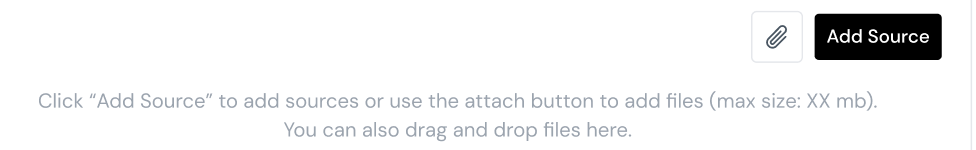 Add Source
Click “Add Source” to add sources or use the attach button to add files (max size: XX mb).
You can also drag and drop files here.